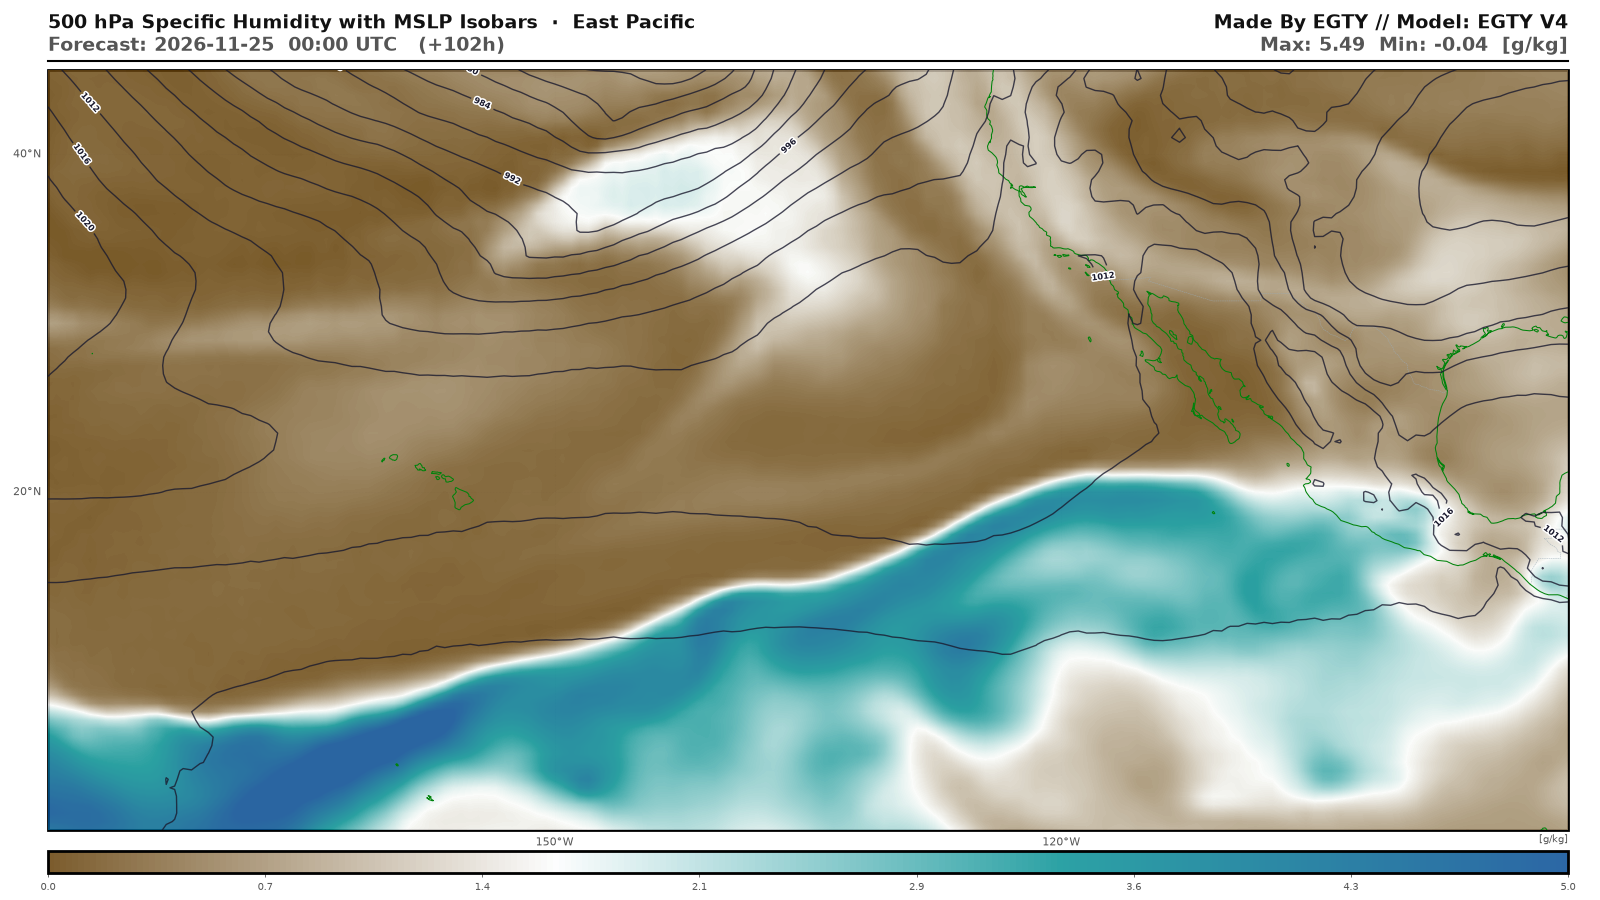 500 hPa Specific Humidity with MSLP Isobars · East Pacific
Made By EGTY // Model: EGTY V4
Forecast: 2026-11-25 00:00 UTC (+102h)
Max: 5.49 Min: -0.04 [g/kg]
984
1012
996
40°N
1016
992
1020
1012
20°N
1016
1012
150°W
120°W
[g/kg]
0.0
0.7
1.4
2.1
2.9
3.6
4.3
5.0